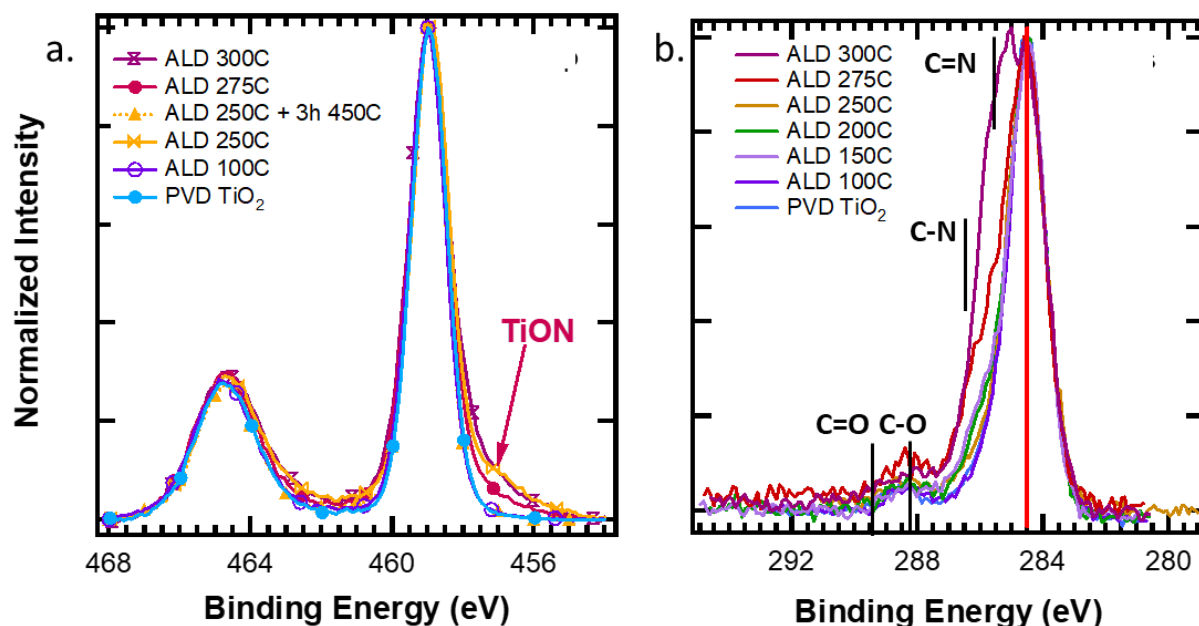 a.
ALD 300C
ALD 275C
ALD 250C + 3h 450C
ALD 250C
ALD 100C
PVD TiO₂
TiON
Normalized Intensity
468
464
460
456
Binding Energy (eV)
b.
ALD 300C
ALD 275C
ALD 250C
ALD 200C
ALD 150C
ALD 100C
PVD TiO₂
C=N
C-N
C=O
C-O
292
288
284
280
Binding Energy (eV)